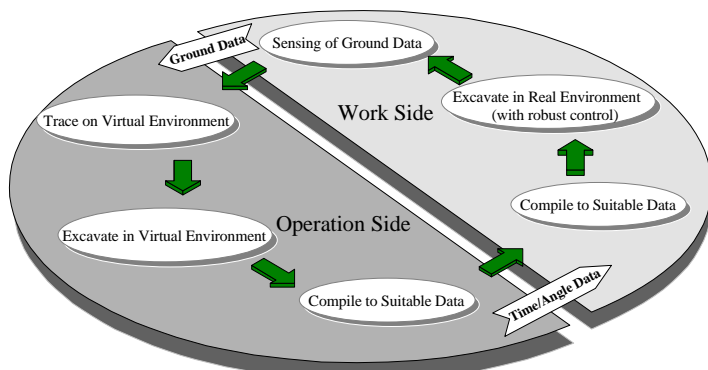 Ground Data
Sensing of Ground Data
Work Side
Excavate in Real Environment
(with robust control)
Trace on Virtual Environment
Compile to Suitable Data
Operation Side
Excavate in Virtual Environment
Compile to Suitable Data
Time/Angle Data